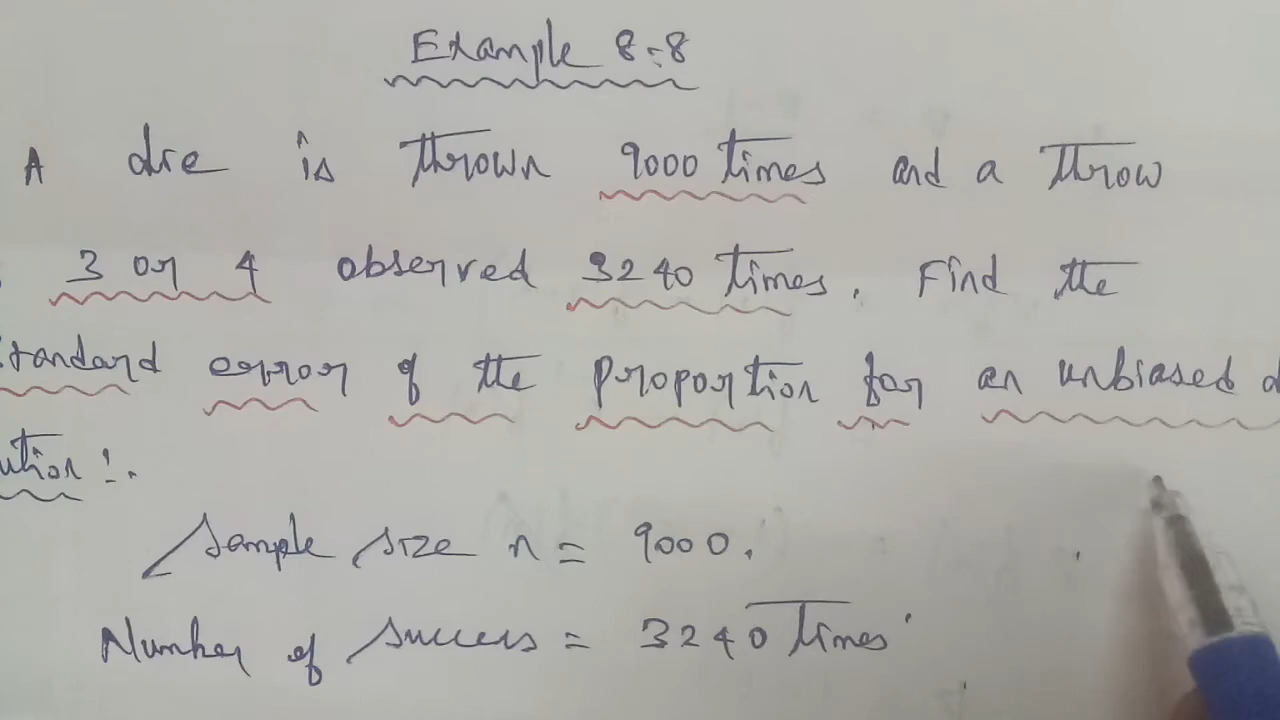 Example 8.8
A die is thrown 9000 times and a throw
3 or 4 observed 3240 times. Find the
standard error of the proportion for an unbiased
ution :.
Sample size n = 9000.
Number of success = 3240 times